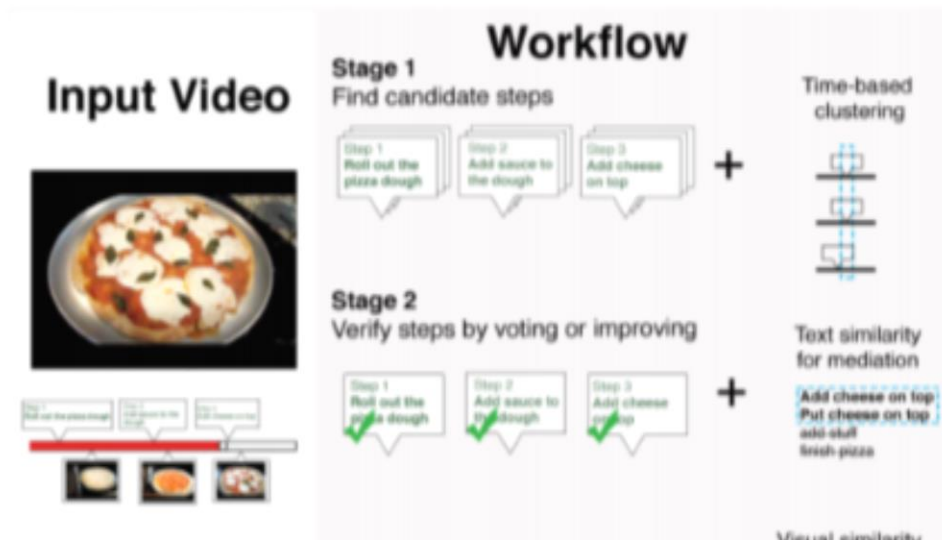 Workflow
Input Video
Stage 1
Find candidate steps
Step 1
Roll out the
pizza dough
Step 2
Add sauce to
the dough
Step 3
Add cheese
on top
+
Time-based
clustering
Stage 2
Verify steps by voting or improving
Step 1
Roll out the
pizza dough
Step 2
Add sauce to
the dough
Step 3
Add cheese
on top
+
Text similarity
for mediation
Add cheese on top
Put cheese on top
add stuff
finish pizza
Visual similarity